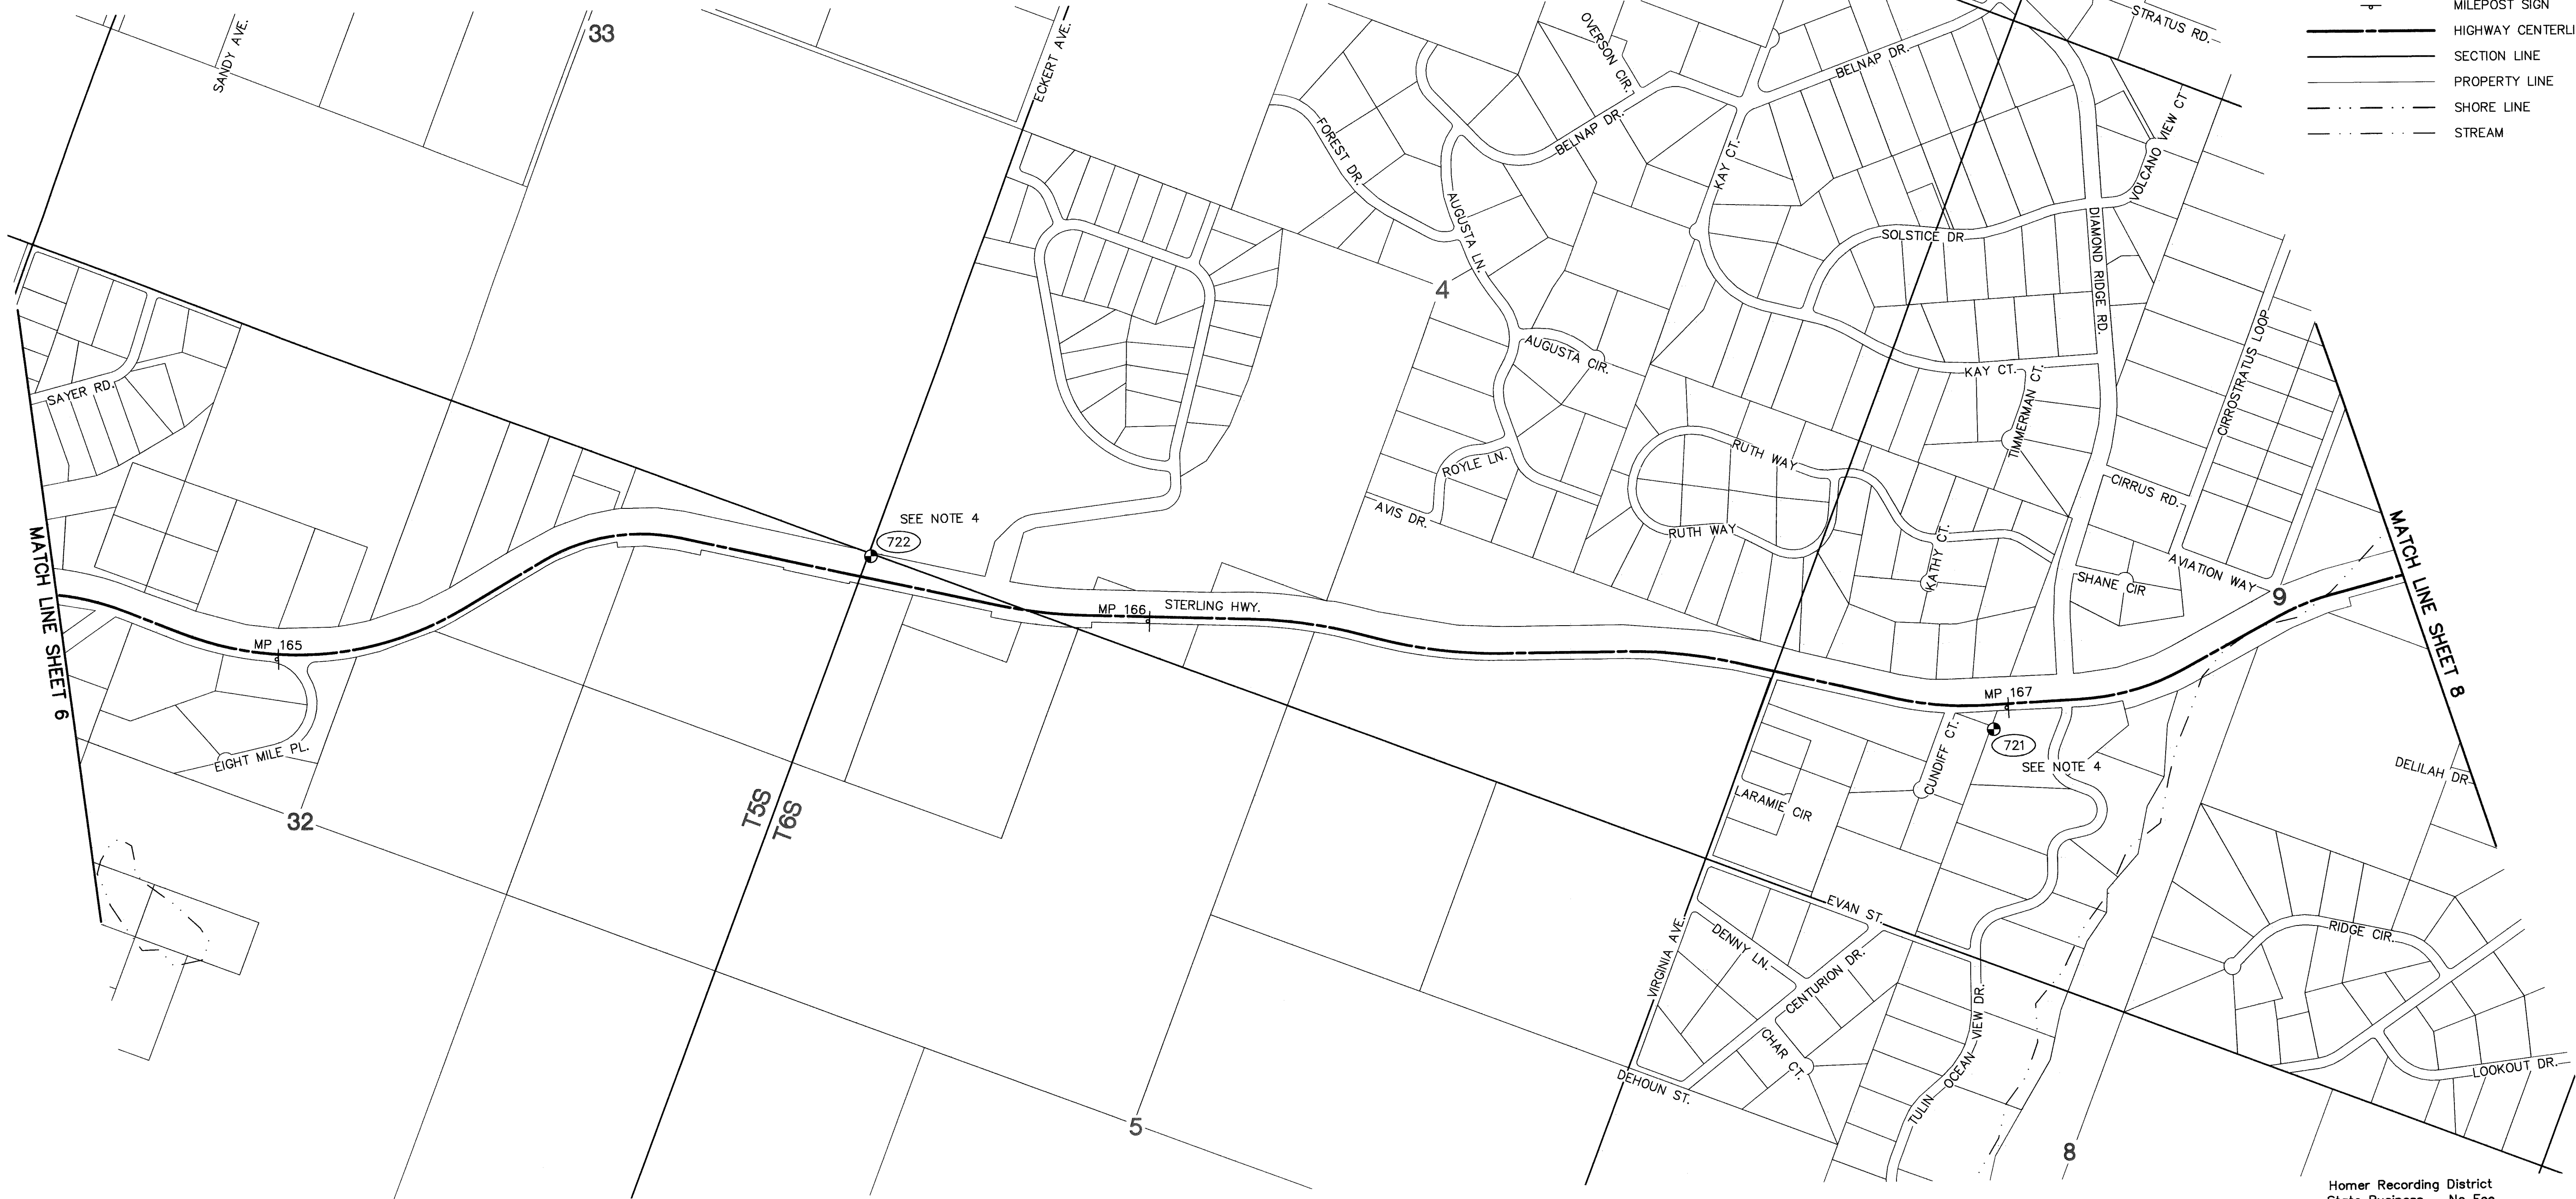 MILEPOST SIGN
HIGHWAY CENTERLI
SECTION LINE
PROPERTY LINE
SHORE LINE
STREAM
33
SANDY AVE.
ECKERT AVE.
OVERSON CIR.
BELNAP DR.
STRATUS RD.
FOREST DR.
BELNAP DR.
KAY CT.
VOLCANO VIEW CT
AUGUSTA LN.
SOLSTICE DR
DIAMOND RIDGE RD.
4
AUGUSTA CIR.
KAY CT.
TIMMERMAN CT.
CIRROSTRATUS LOOP
SAYER RD.
ROYLE LN.
RUTH WAY
CIRRUS RD.
AVIS DR.
RUTH WAY
KATHY CT.
SHANE CIR
AVIATION WAY
9
MATCH LINE SHEET 6
MATCH LINE SHEET 8
SEE NOTE 4
722
MP 165
MP 166
STERLING HWY.
MP 167
721
SEE NOTE 4
CUNDIFF CT.
LARAMIE CIR
DELILAH DR
EIGHT MILE PL.
32
T5S
T6S
EVAN ST.
VIRGINIA AVE.
DENNY LN.
CENTURION DR.
CHAR CT.
DEHOUN ST.
TULIN OCEAN VIEW DR.
RIDGE CIR.
LOOKOUT DR.
5
8
Homer Recording District
State Business - No Fee